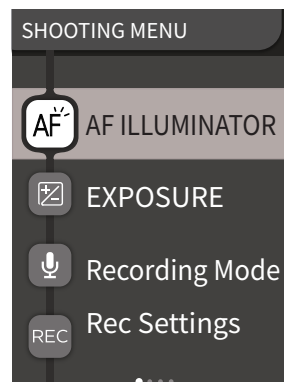 SHOOTING MENU
AF AF ILLUMINATOR
EXPOSURE
Recording Mode
REC Rec Settings